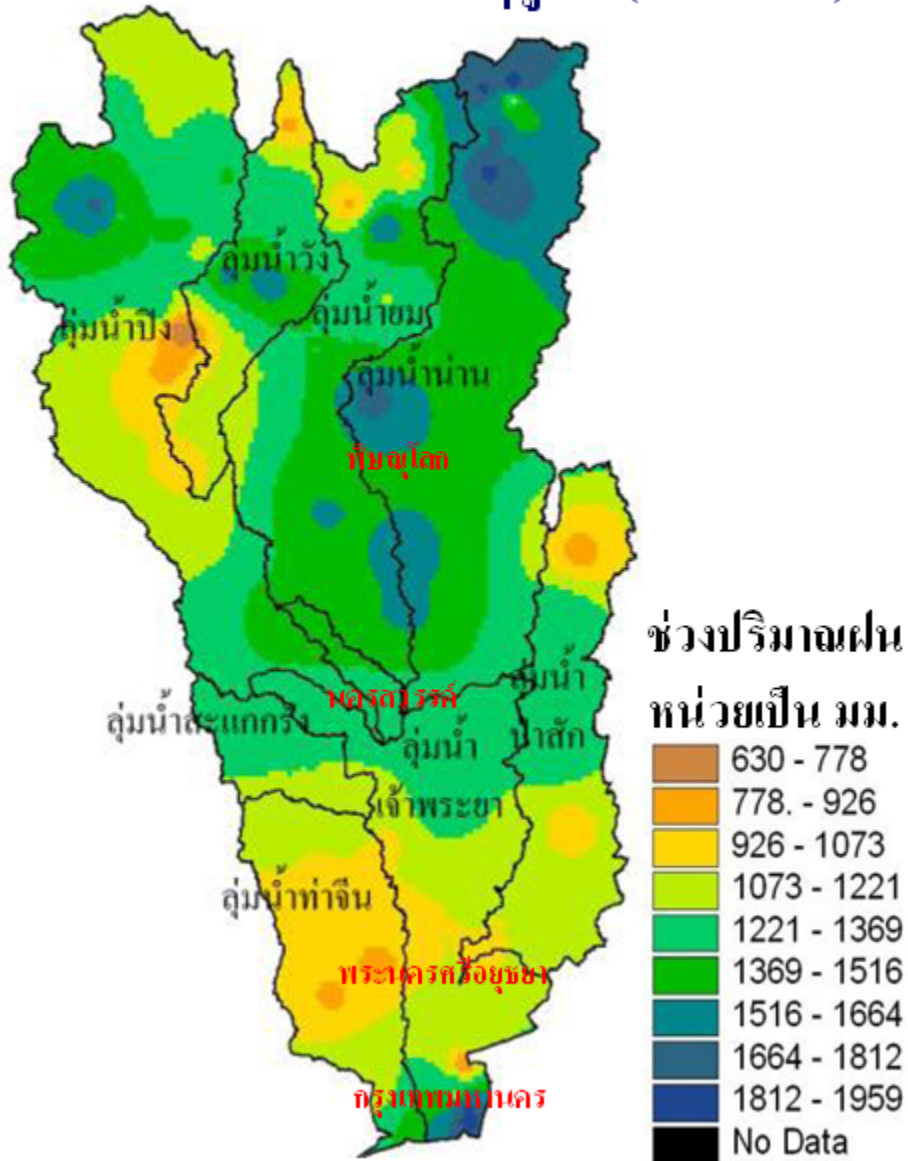 ลุ่มน้ำวัง
ลุ่มน้ำปิง
ลุ่มน้ำยม
ลุ่มน้ำน่าน
พิษณุโลก
นครสวรรค์
ลุ่มน้ำสะแกกรัง
ลุ่มน้ำ
เจ้าพระยา
ลุ่มน้ำ
ป่าสัก
ลุ่มน้ำท่าจีน
พระนครศรีอยุธยา
กรุงเทพมหานคร
ช่วงปริมาณฝน
หน่วยเป็น มม.
630 - 778
778. - 926
926 - 1073
1073 - 1221
1221 - 1369
1369 - 1516
1516 - 1664
1664 - 1812
1812 - 1959
No Data